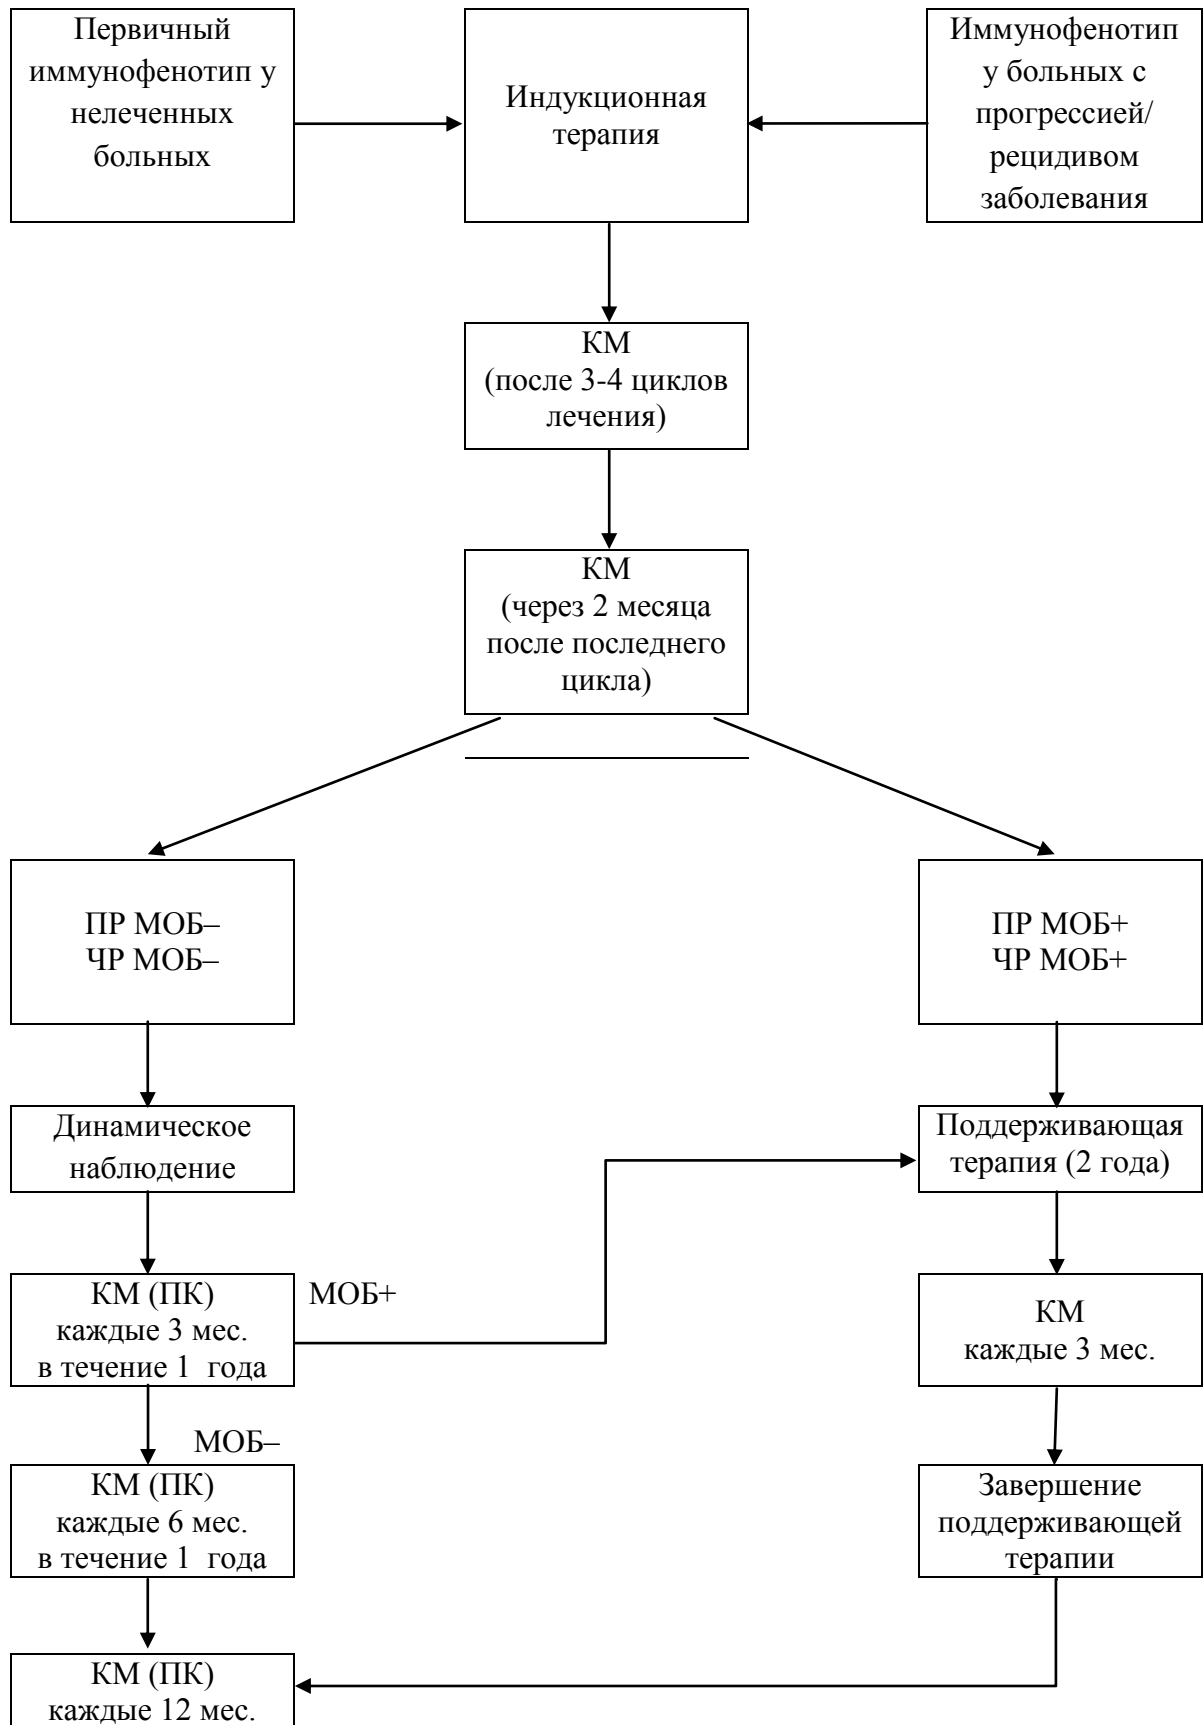 Первичный
иммунофенотип у
нелеченных
больных
Индукционная
терапия
Иммунофенотип
у больных с
прогрессией/
рецидивом
заболевания
КМ
(после 3-4 циклов
лечения)
КМ
(через 2 месяца
после последнего
цикла)
ПР МОБ–
ЧР МОБ–
ПР МОБ+
ЧР МОБ+
Динамическое
наблюдение
Поддерживающая
терапия (2 года)
КМ (ПК)
каждые 3 мес.
в течение 1 года
МОБ+
КМ
каждые 3 мес.
МОБ–
КМ (ПК)
каждые 6 мес.
в течение 1 года
Завершение
поддерживающей
терапии
КМ (ПК)
каждые 12 мес.